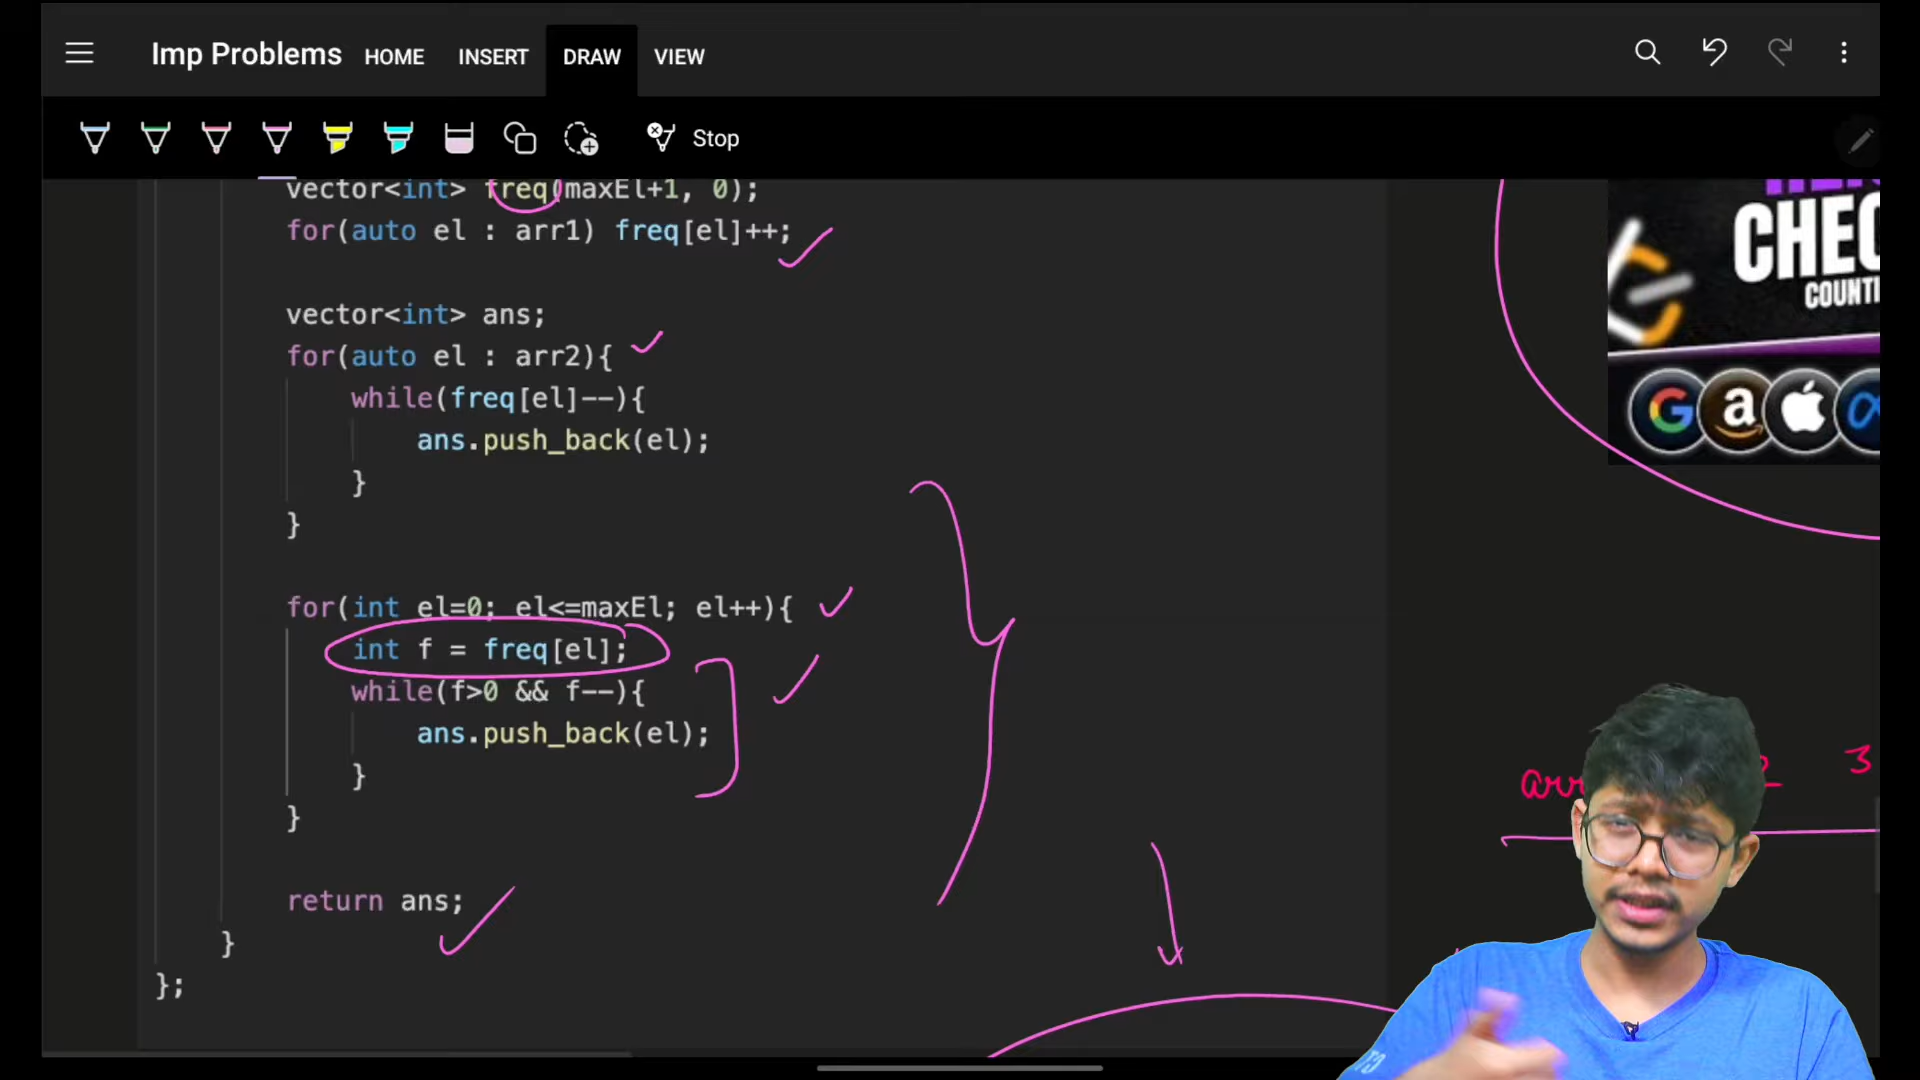 Imp Problems HOME INSERT DRAW VIEW
Stop
vector<int> freq(maxEl+1, 0);
for(auto el : arr1) freq[el]++;
vector<int> ans;
for(auto el : arr2){
while(freq[el]--){
ans.push_back(el);
}
}
for(int el=0; el<=maxEl; el++){
int f = freq[el];
while(f>0 && f--){
ans.push_back(el);
}
}
return ans;
}
};
CHEC
COUNTI
a
arr
2 3